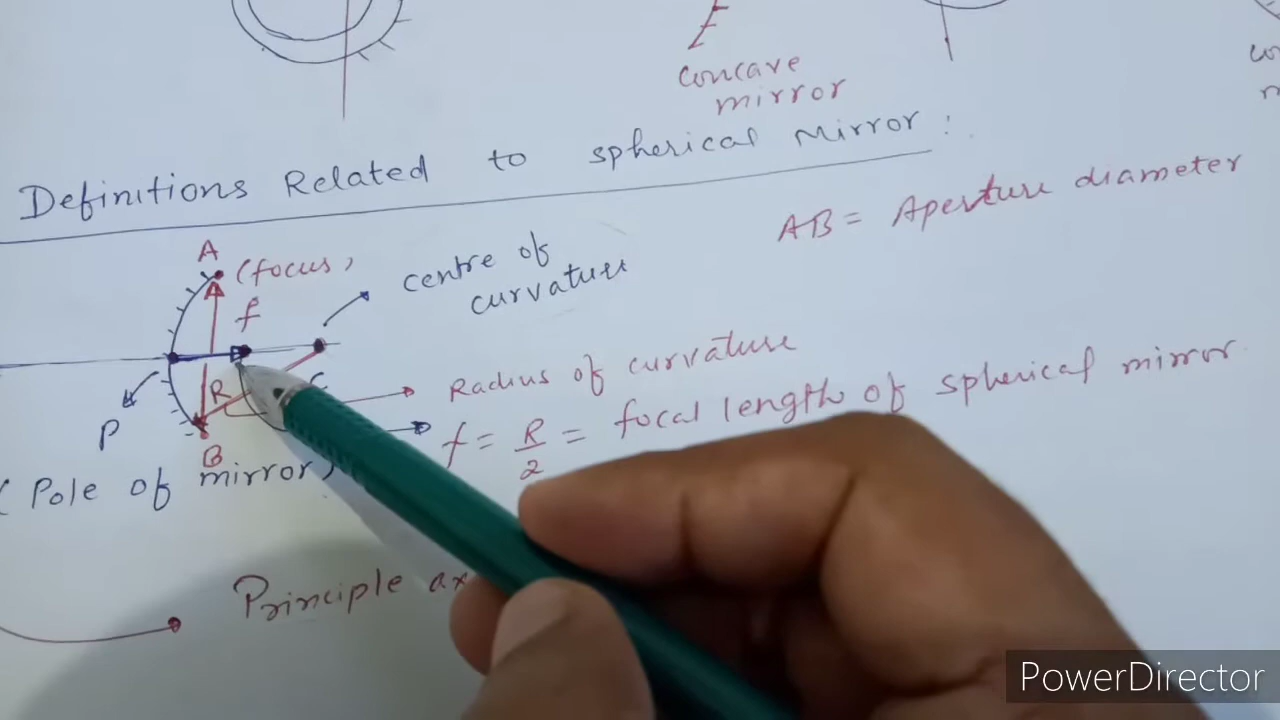 concave
mirror
Definitions Related to spherical Mirror :
AB = Aperture diameter
A
(focus,
f
centre of
curvature
R
Radius of curvature
P
B
f = R/2 = focal length of spherical mirror
(Pole of mirror)
Principle ax
PowerDirector